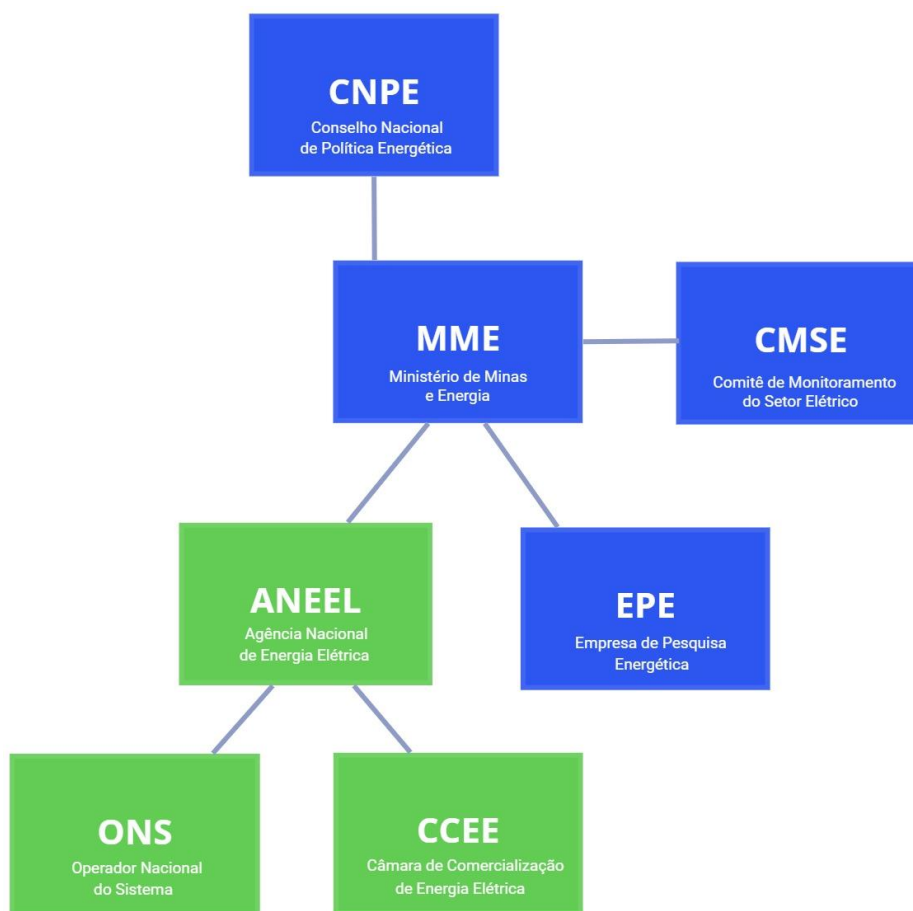 CNPE
Conselho Nacional
de Política Energética
MME
Ministério de Minas
e Energia
CMSE
Comitê de Monitoramento
do Setor Elétrico
ANEEL
Agência Nacional
de Energia Elétrica
EPE
Empresa de Pesquisa
Energética
ONS
Operador Nacional
do Sistema
CCEE
Câmara de Comercialização
de Energia Elétrica